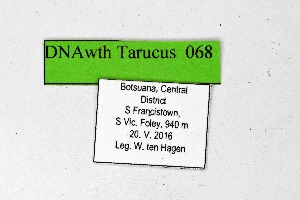 DNAwth Tarucus 068
Botsuana, Central
District
S Francistown,
S Vic. Foley, 940 m
20. V. 2016
Leg. W. ten Hagen